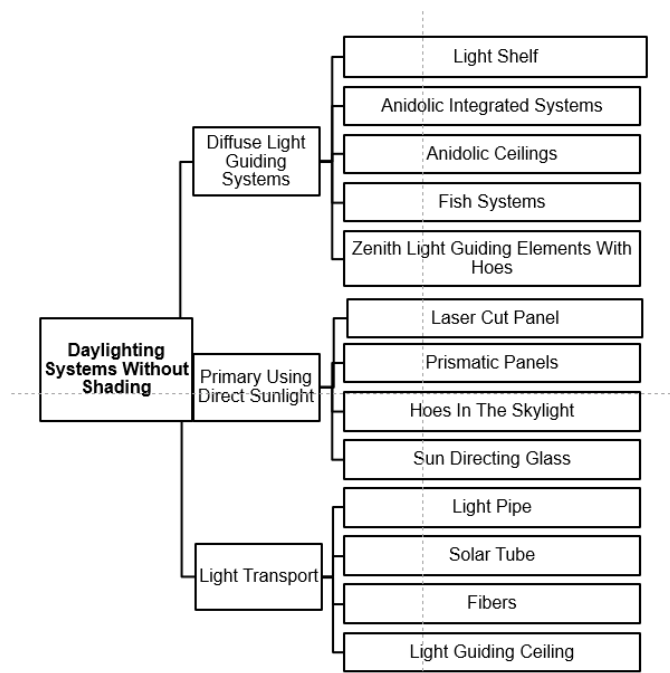 Light Shelf
Anidolic Integrated Systems
Diffuse Light
Guiding
Systems
Anidolic Ceilings
Fish Systems
Zenith Light Guiding Elements With
Hoes
Daylighting
Systems Without
Shading
Primary Using
Direct Sunlight
Laser Cut Panel
Prismatic Panels
Hoes In The Skylight
Sun Directing Glass
Light Transport
Light Pipe
Solar Tube
Fibers
Light Guiding Ceiling